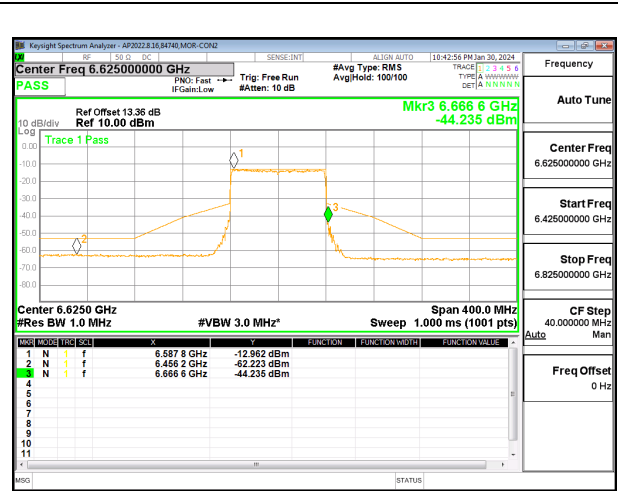 Keysight Spectrum Analyzer - AP2022.8.16,84740,MOR-CON2
RF 50 Ω DC SENSE:INT ALIGN AUTO 10:42:56 PM Jan 30, 2024
Center Freq 6.625000000 GHz
PASS
PNO: Fast
IFGain:Low
Trig: Free Run
#Atten: 10 dB
#Avg Type: RMS
Avg|Hold: 100/100
TRACE 1 2 3 4 5 6
TYPE A WWWWW
DET A N N N N N
Frequency
Auto Tune
Center Freq
6.625000000 GHz
Start Freq
6.425000000 GHz
Stop Freq
6.825000000 GHz
CF Step
40.000000 MHz
Auto Man
Freq Offset
0 Hz
Mkr3 6.666 6 GHz
-44.235 dBm
Ref Offset 13.36 dB
10 dB/div Ref 10.00 dBm
Log
Trace 1 Pass
0.00
-10.0
-20.0
-30.0
-40.0
-50.0
-60.0
-70.0
-80.0
1
2
3
Center 6.6250 GHz Span 400.0 MHz
#Res BW 1.0 MHz #VBW 3.0 MHz* Sweep 1.000 ms (1001 pts)
MKR MODE TRC SCL X Y FUNCTION FUNCTION WIDTH FUNCTION VALUE
1 N 1 f 6.587 8 GHz -12.962 dBm
2 N 1 f 6.456 2 GHz -62.223 dBm
3 N 1 f 6.666 6 GHz -44.235 dBm
4
5
6
7
8
9
10
11
MSG STATUS